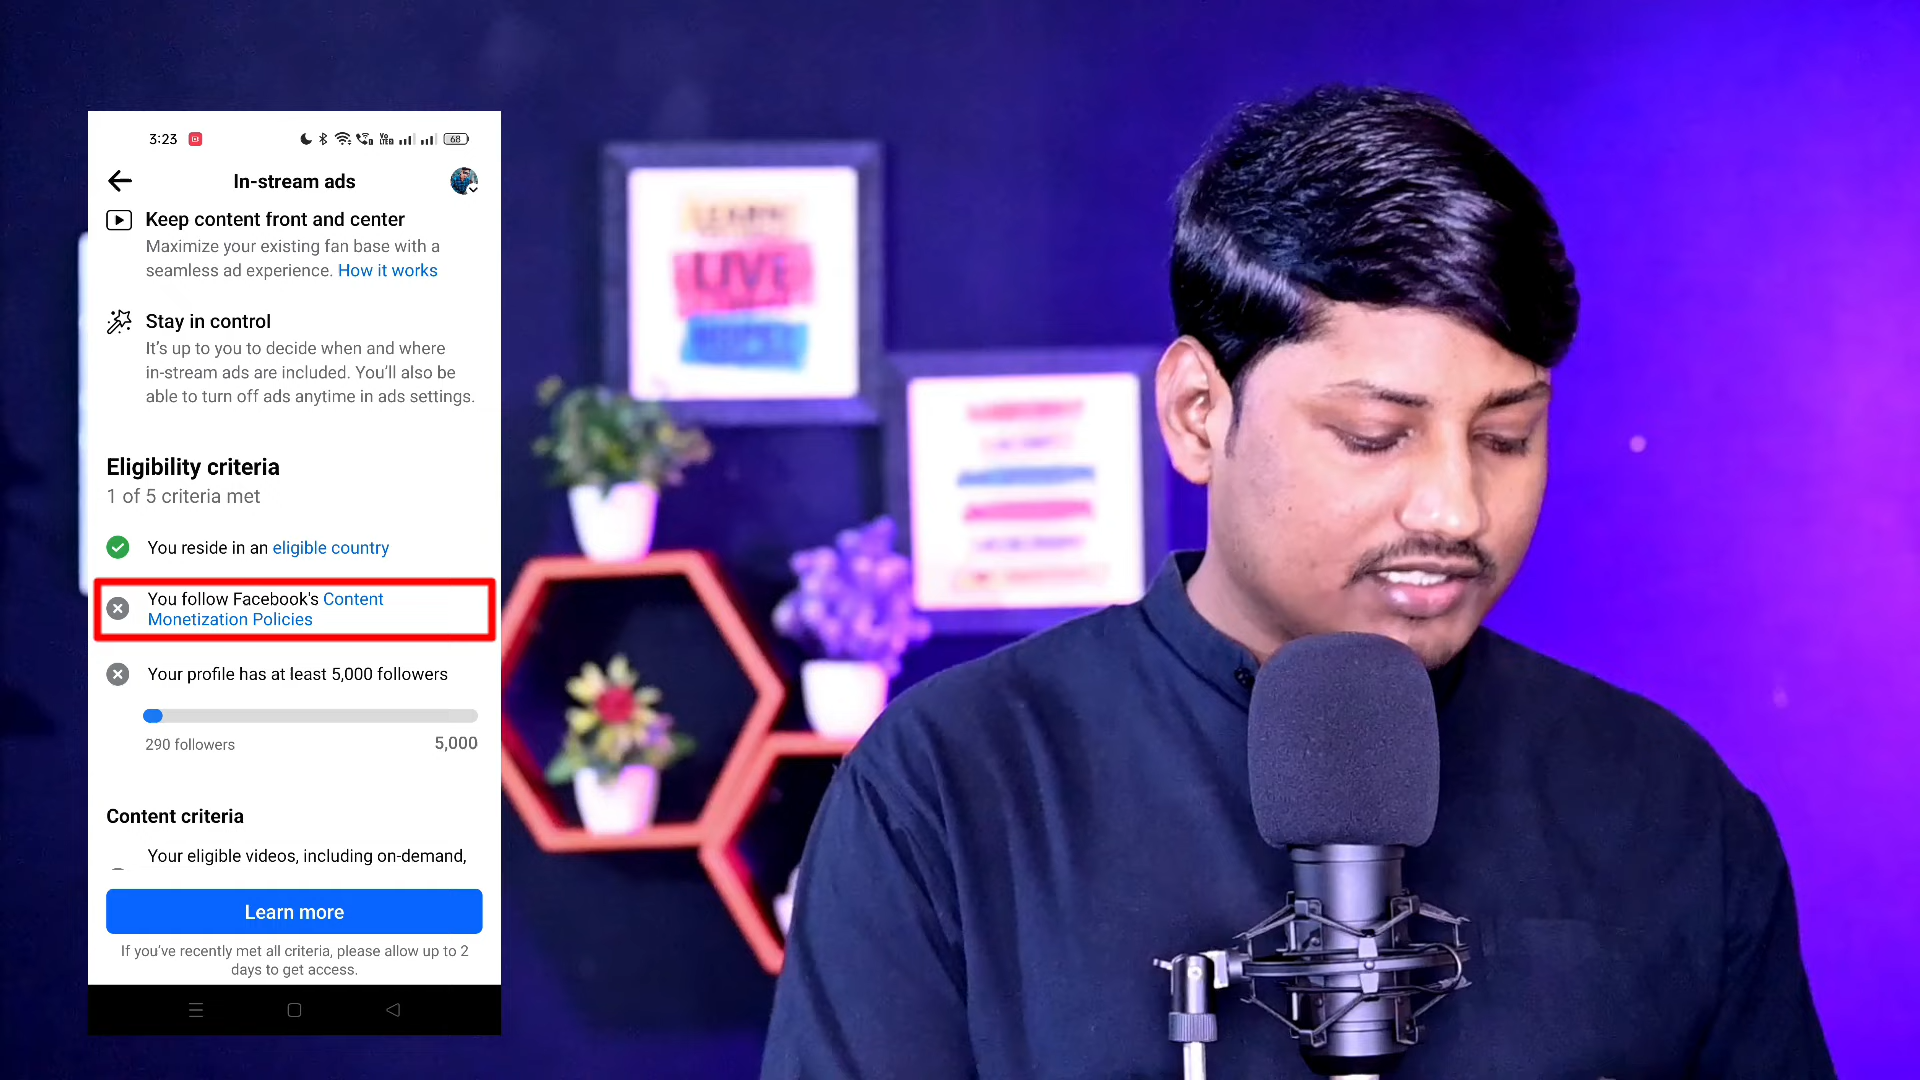 3:23
68
In-stream ads
Keep content front and center
Maximize your existing fan base with a
seamless ad experience. How it works
Stay in control
It's up to you to decide when and where
in-stream ads are included. You'll also be
able to turn off ads anytime in ads settings.
Eligibility criteria
1 of 5 criteria met
You reside in an eligible country
You follow Facebook's Content
Monetization Policies
Your profile has at least 5,000 followers
290 followers
5,000
Content criteria
Your eligible videos, including on-demand,
Learn more
If you've recently met all criteria, please allow up to 2
days to get access.
LEARN
LIVE